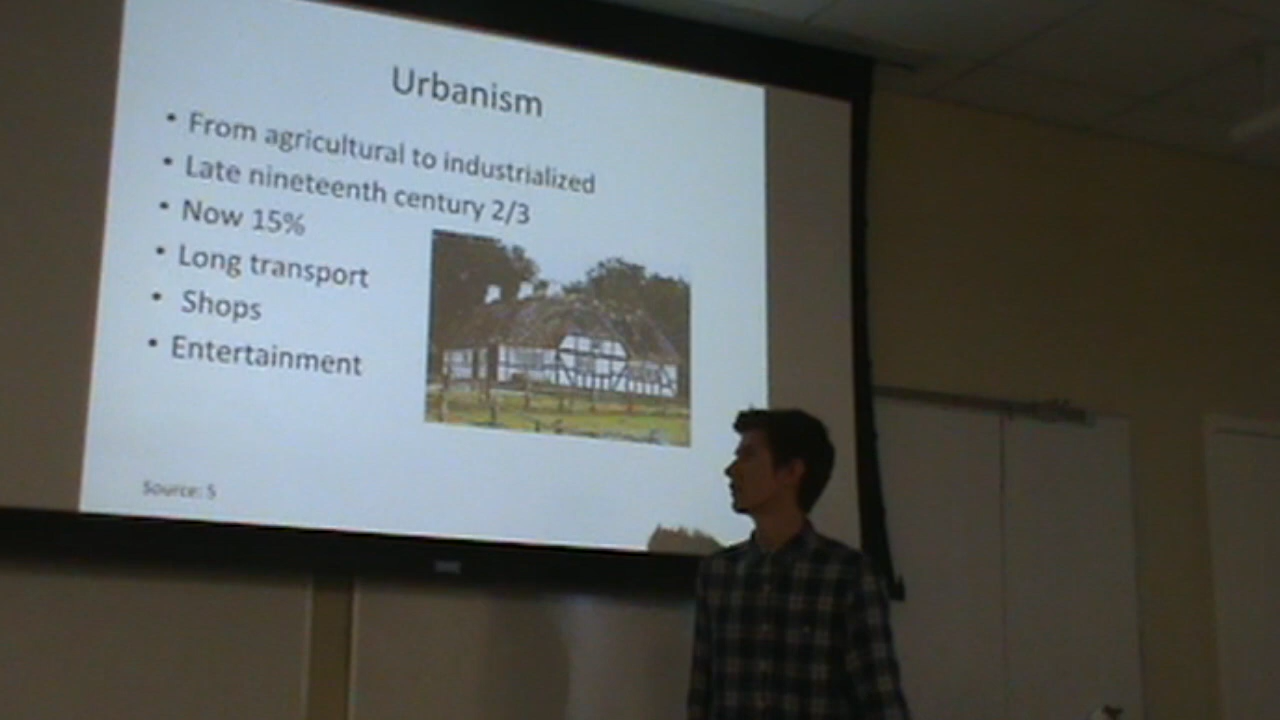 Urbanism
• From agricultural to industrialized
• Late nineteenth century 2/3
• Now 15%
• Long transport
• Shops
• Entertainment
Source: 5